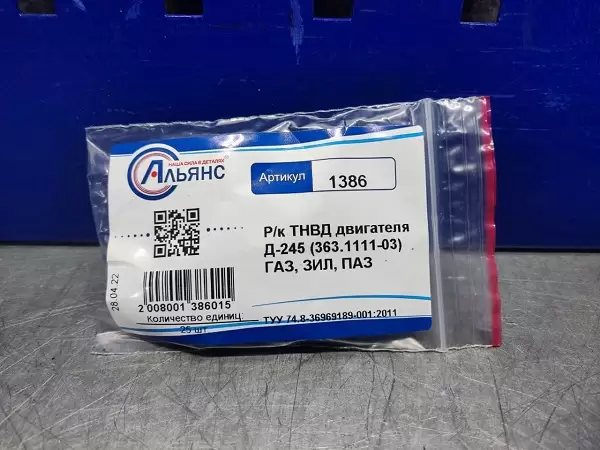 НАША СИЛА В ДЕТАЛЯХ
АЛЬЯНС
Артикул 1386
Р/к ТНВД двигателя
Д-245 (363.1111-03)
ГАЗ, ЗИЛ, ПАЗ
28.04.22
2 008001 386015
Количество единиц:
25 шт
ТУУ 74.8-36969189-001:2011